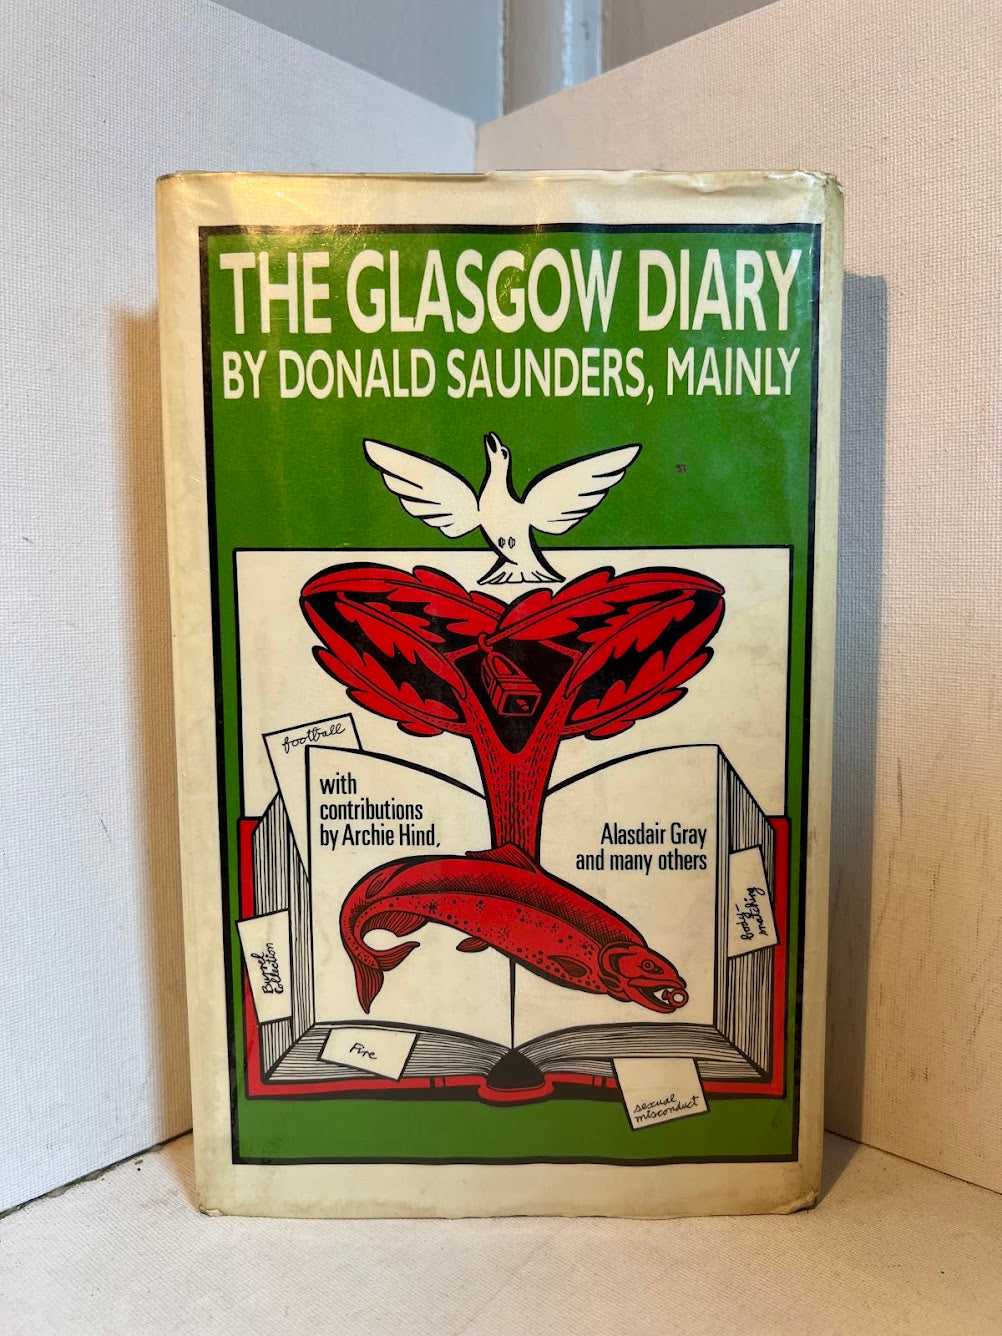 THE GLASGOW DIARY
BY DONALD SAUNDERS, MAINLY
football
with
contributions
by Archie Hind,
Alasdair Gray
and many others
body-
snatching
Burrel
Collection
Fire
sexual
misconduct